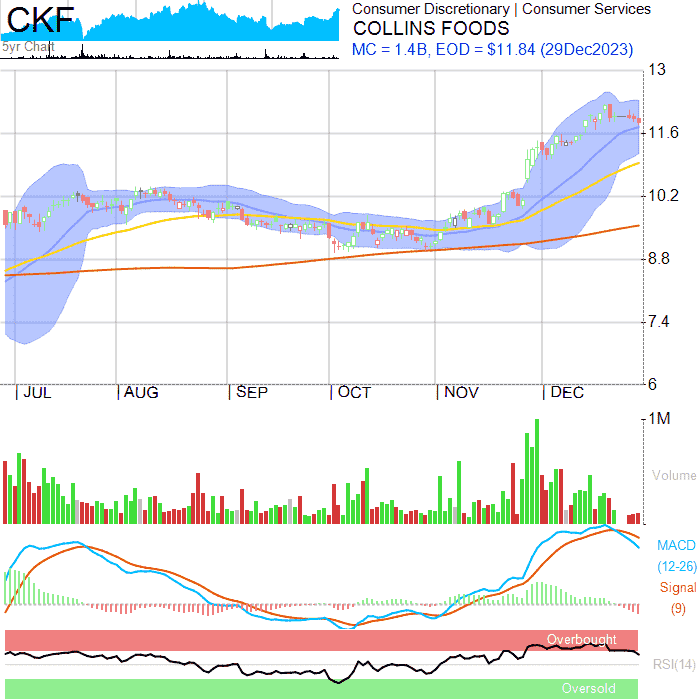 CKF
5yr Chart
Consumer Discretionary | Consumer Services
COLLINS FOODS
MC = 1.4B, EOD = $11.84 (29Dec2023)
13
11.6
10.2
8.8
7.4
6
JUL AUG SEP OCT NOV DEC
1M
Volume
MACD
(12-26)
Signal
(9)
Overbought
RSI(14)
Oversold